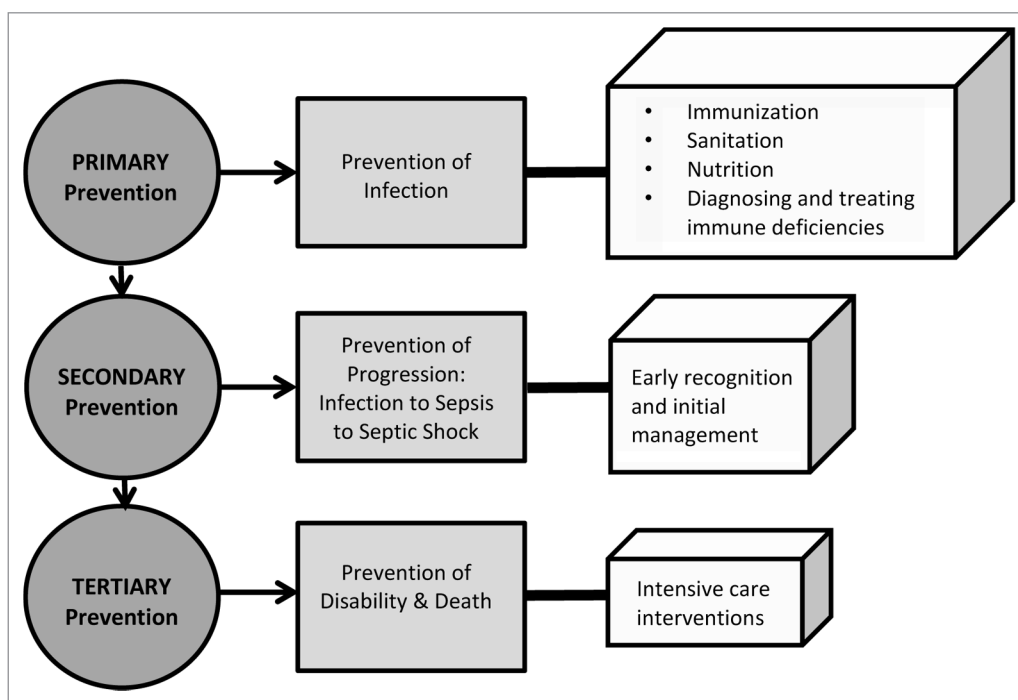 PRIMARY
Prevention
Prevention of
Infection
• Immunization
• Sanitation
• Nutrition
• Diagnosing and treating
immune deficiencies
SECONDARY
Prevention
Prevention of
Progression:
Infection to Sepsis
to Septic Shock
Early recognition
and initial
management
TERTIARY
Prevention
Prevention of
Disability & Death
Intensive care
interventions